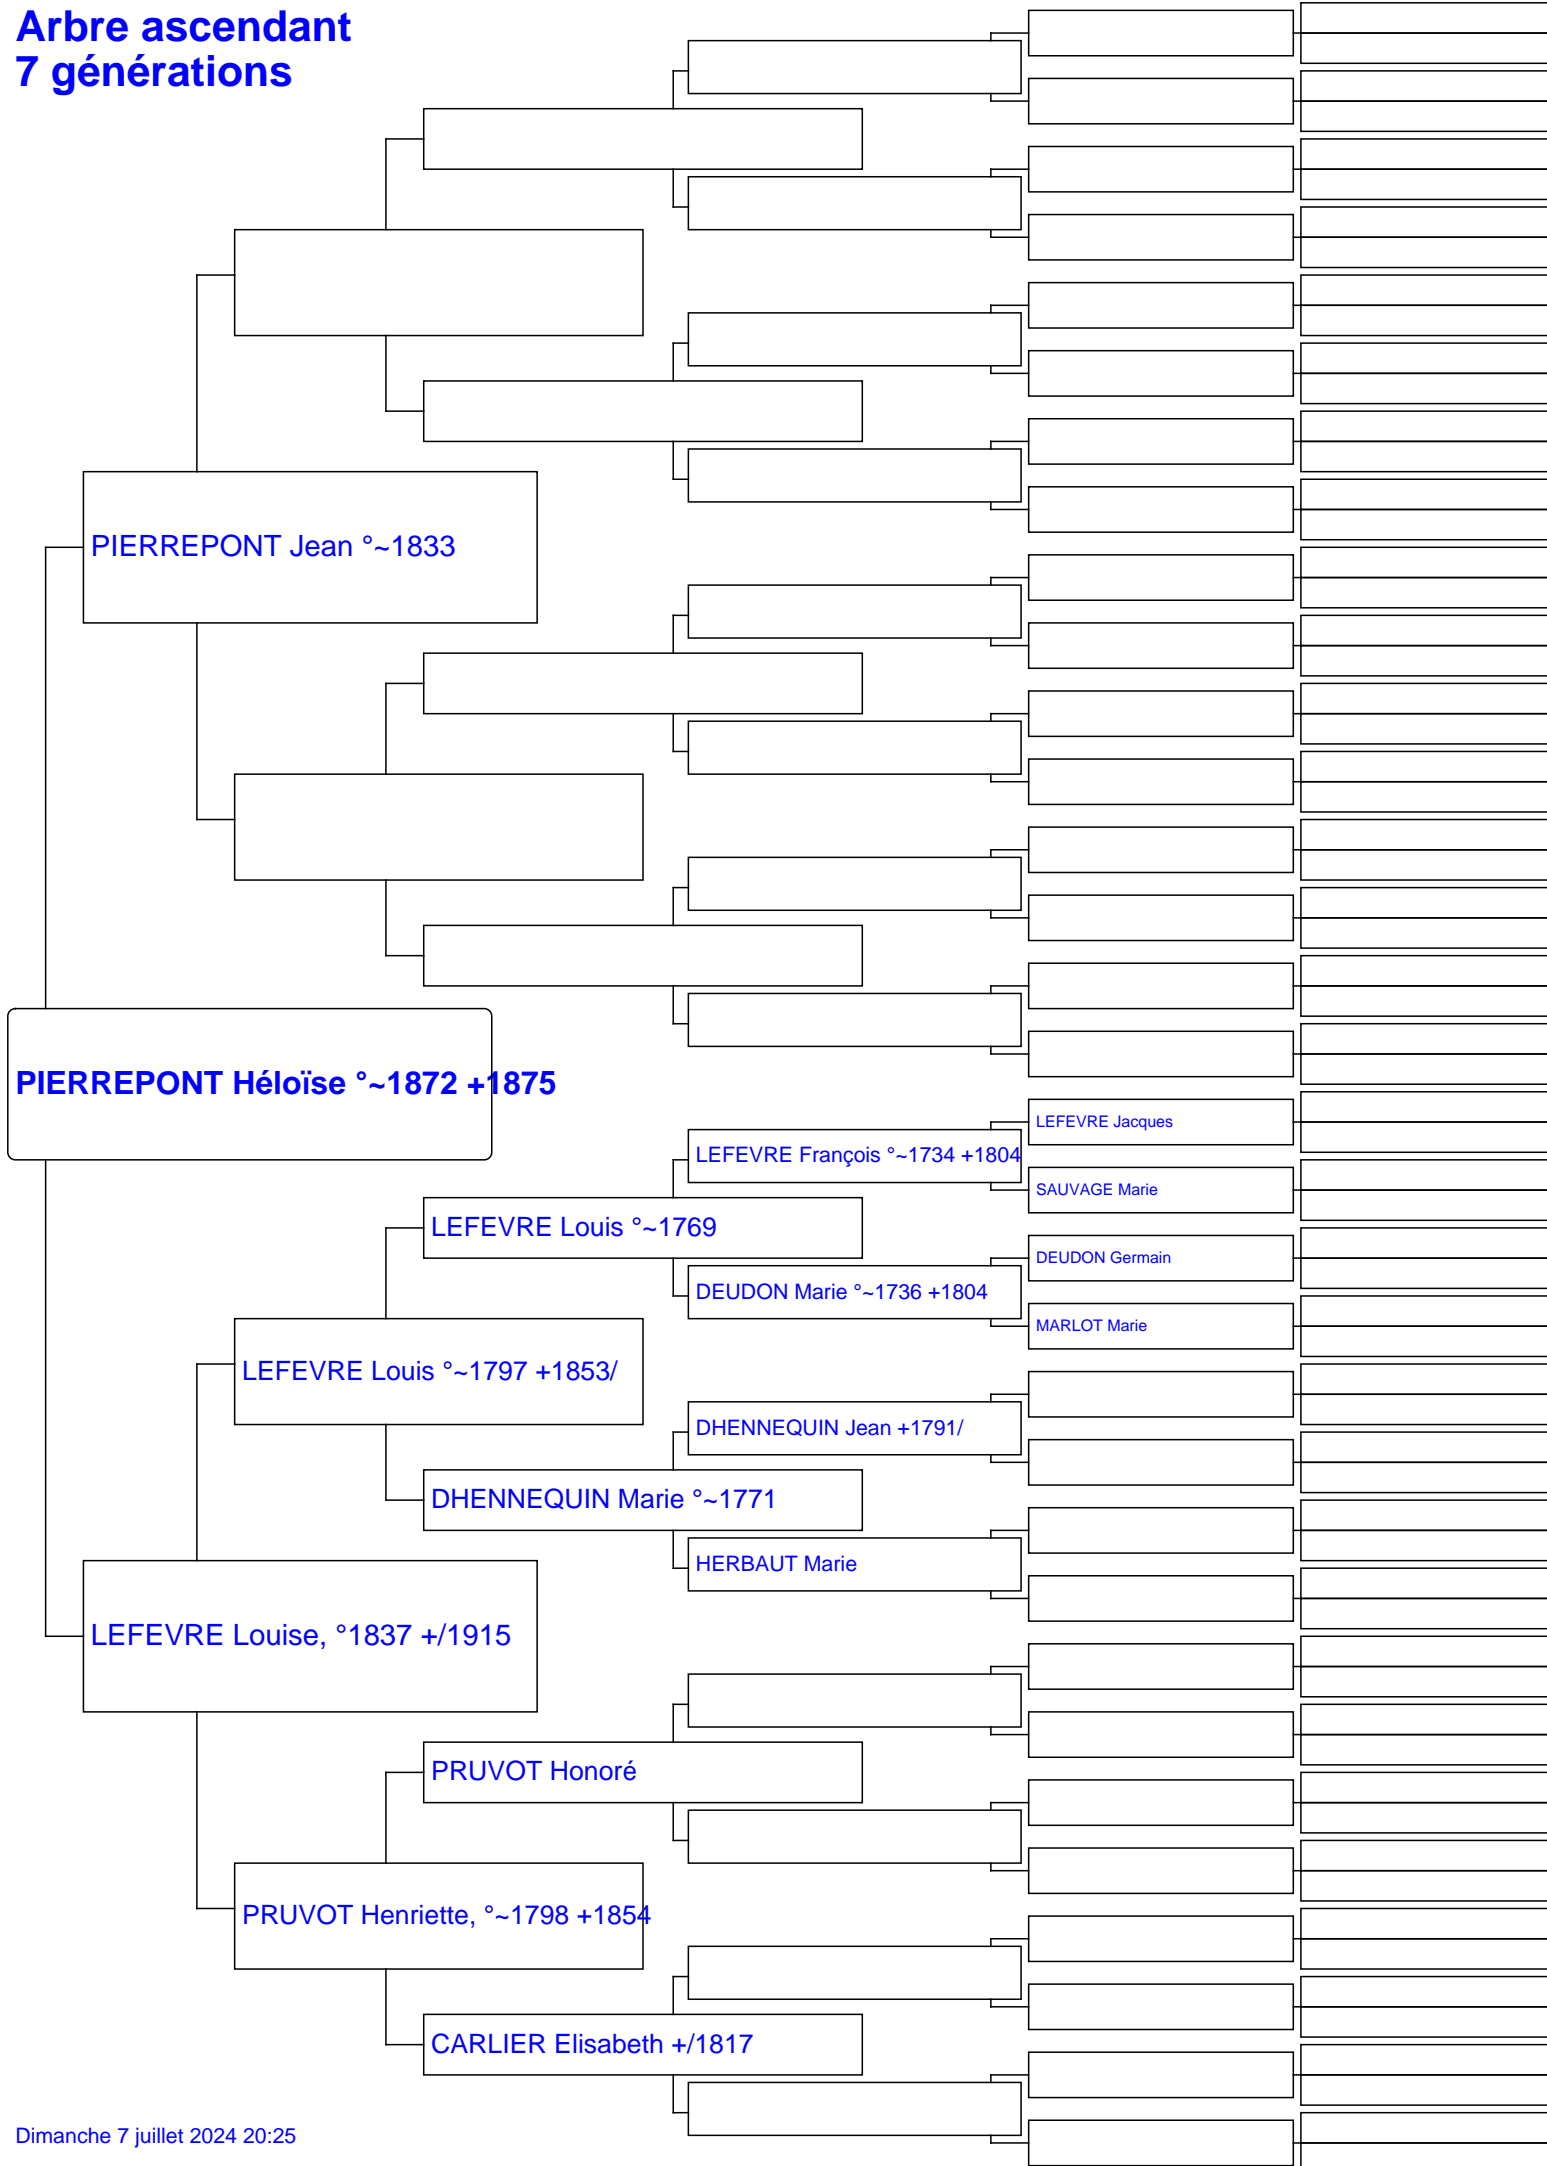 Arbre ascendant
7 générations
PIERREPONT Jean °~1833
PIERREPONT Héloïse °~1872 +1875
LEFEVRE Jacques
LEFEVRE François °~1734 +1804
SAUVAGE Marie
LEFEVRE Louis °~1769
DEUDON Germain
DEUDON Marie °~1736 +1804
MARLOT Marie
LEFEVRE Louis °~1797 +1853/
DHENNEQUIN Jean +1791/
DHENNEQUIN Marie °~1771
HERBAUT Marie
LEFEVRE Louise, °1837 +/1915
PRUVOT Honoré
PRUVOT Henriette, °~1798 +1854
CARLIER Elisabeth +/1817
Dimanche 7 juillet 2024 20:25